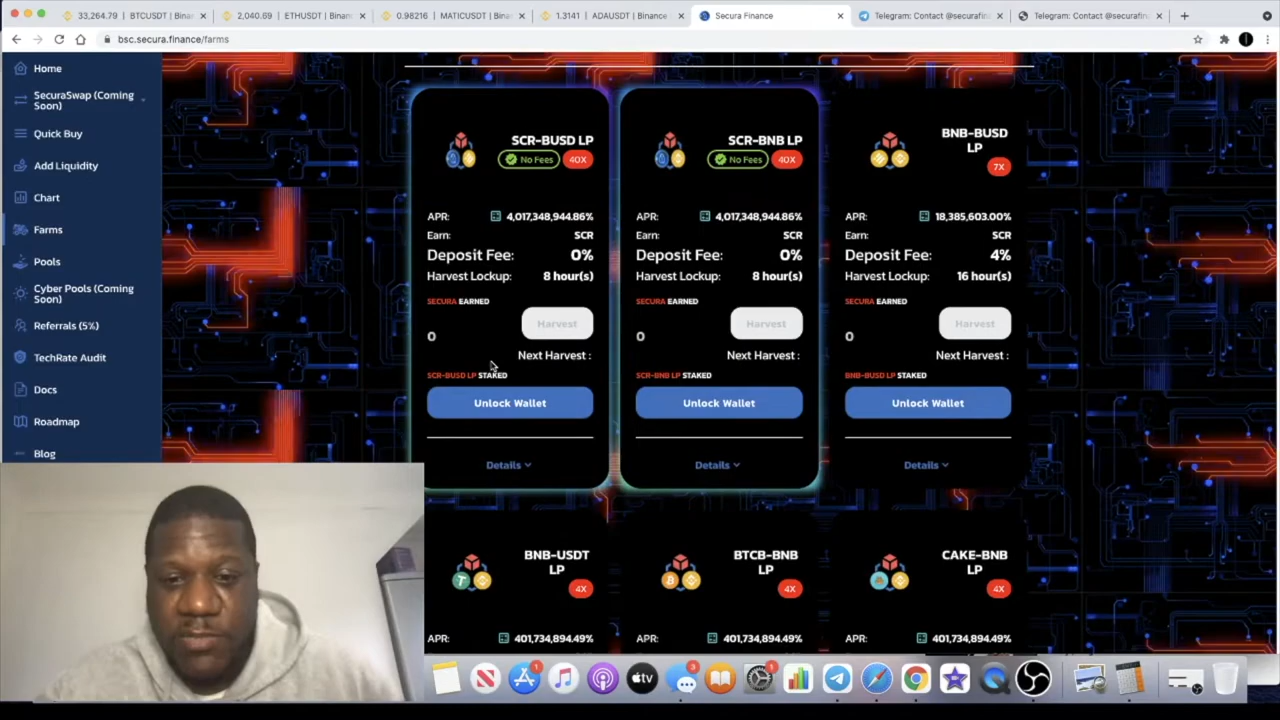 33,264.79 | BTCUSDT | Binan
2,040.69 | ETHUSDT | Binan
0.98216 | MATICUSDT | Binan
1.3141 | ADAUSDT | Binance
Secura Finance
Telegram: Contact @securafina
Telegram: Contact @securafina
bsc.secura.finance/farms
Home
SecuraSwap (Coming
Soon)
Quick Buy
Add Liquidity
Chart
Farms
Pools
Cyber Pools (Coming
Soon)
Referrals (5%)
TechRate Audit
Docs
Roadmap
Blog
SCR-BUSD LP
No Fees 40X
APR: 4,017,348,944.86%
Earn: SCR
Deposit Fee: 0%
Harvest Lockup: 8 hour(s)
SECURA EARNED
0
Harvest
Next Harvest :
SCR-BUSD LP STAKED
Unlock Wallet
Details
SCR-BNB LP
No Fees 40X
APR: 4,017,348,944.86%
Earn: SCR
Deposit Fee: 0%
Harvest Lockup: 8 hour(s)
SECURA EARNED
0
Harvest
Next Harvest :
SCR-BNB LP STAKED
Unlock Wallet
Details
BNB-BUSD
LP
7X
APR: 18,385,603.00%
Earn: SCR
Deposit Fee: 4%
Harvest Lockup: 16 hour(s)
SECURA EARNED
0
Harvest
Next Harvest :
BNB-BUSD LP STAKED
Unlock Wallet
Details
BNB-USDT
LP
4X
APR: 401,734,894.49%
BTCB-BNB
LP
4X
APR: 401,734,894.49%
CAKE-BNB
LP
4X
APR: 401,734,894.49%
1
tv
3
1